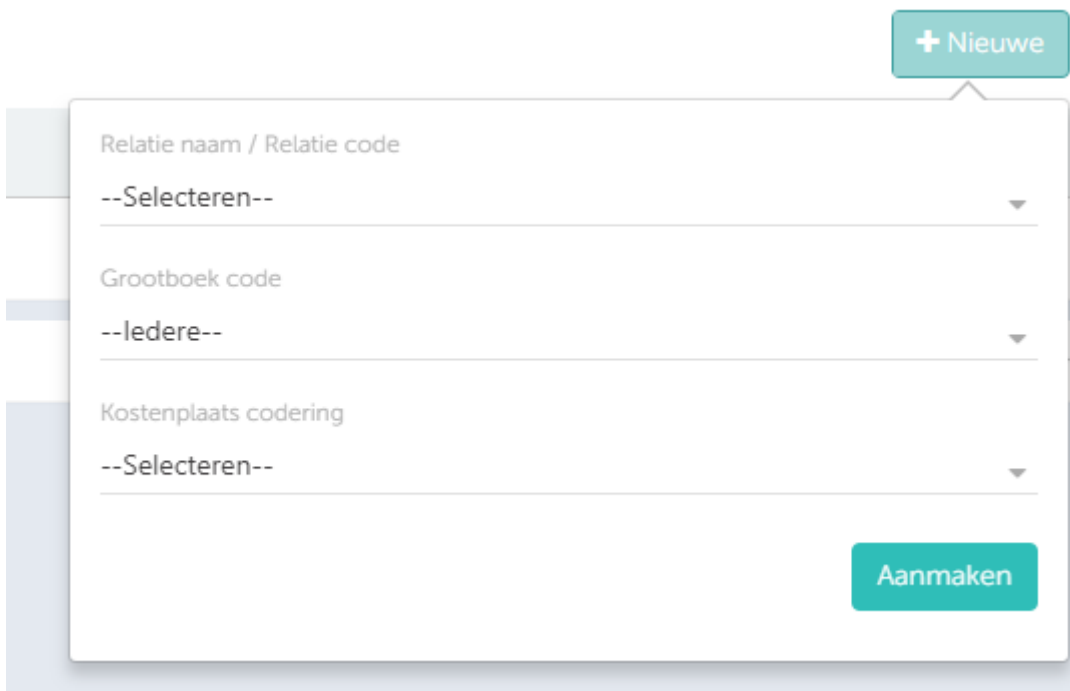 + Nieuwe
Relatie naam / Relatie code
--Selecteren--
Grootboek code
--Iedere--
Kostenplaats codering
--Selecteren--
Aanmaken